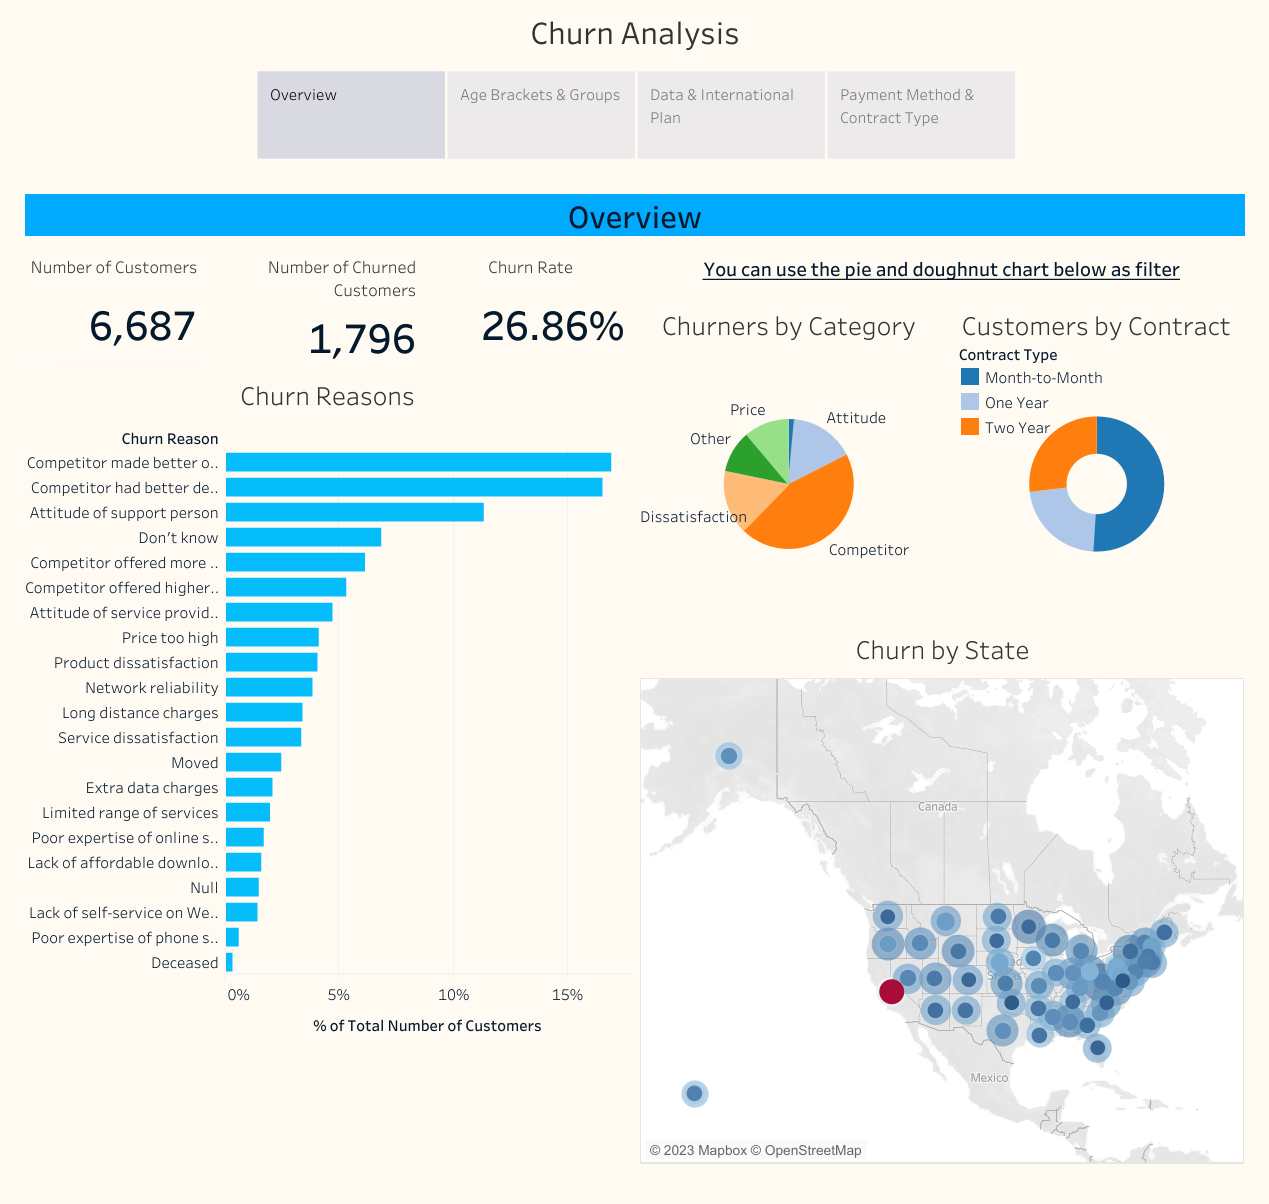 Churn Analysis
Overview
Age Brackets & Groups
Data & International
Plan
Payment Method &
Contract Type
Overview
Number of Customers
6,687
Number of Churned
Customers
1,796
Churn Rate
26.86%
You can use the pie and doughnut chart below as filter
Churn Reasons
Churn Reason
Competitor made better o..
Competitor had better de..
Attitude of support person
Don't know
Competitor offered more ..
Competitor offered higher..
Attitude of service provid..
Price too high
Product dissatisfaction
Network reliability
Long distance charges
Service dissatisfaction
Moved
Extra data charges
Limited range of services
Poor expertise of online s..
Lack of affordable downlo..
Null
Lack of self-service on We..
Poor expertise of phone s..
Deceased
0%
5%
10%
15%
% of Total Number of Customers
Churners by Category
Price
Attitude
Other
Dissatisfaction
Competitor
Customers by Contract
Contract Type
Month-to-Month
One Year
Two Year
Churn by State
Canada
Mexico
© 2023 Mapbox © OpenStreetMap